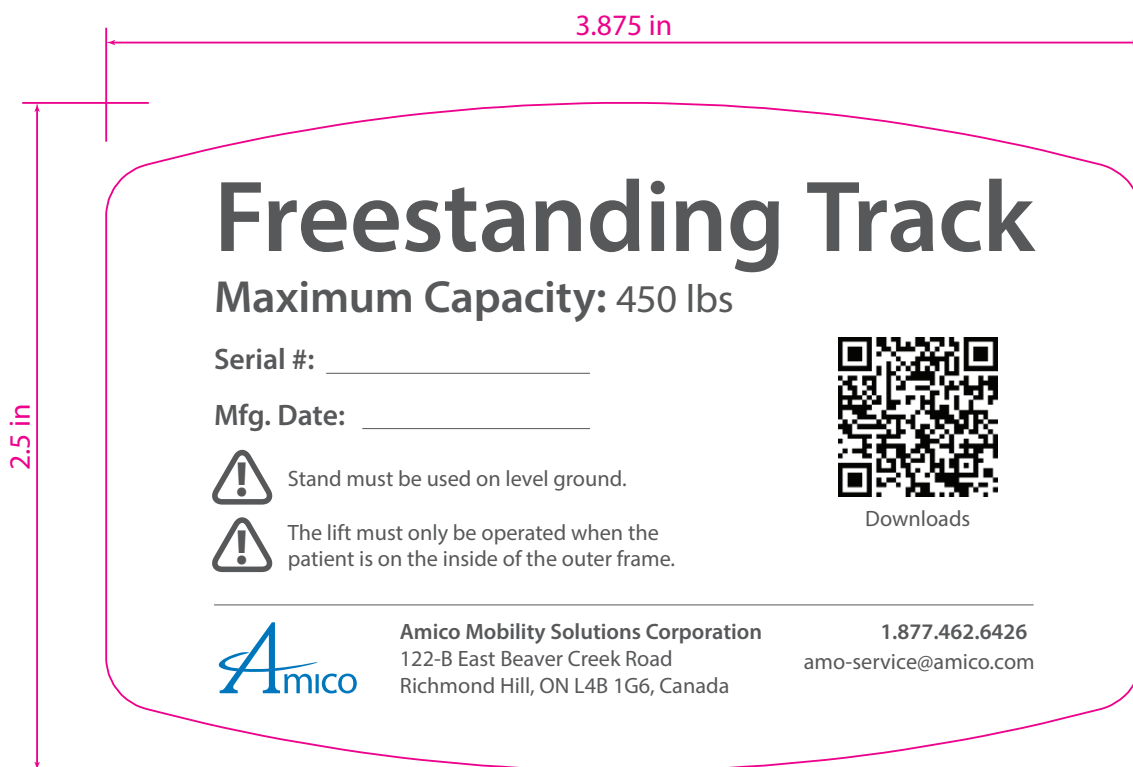 3.875 in
2.5 in
Freestanding Track
Maximum Capacity: 450 lbs
Serial #:
Mfg. Date:
Stand must be used on level ground.
The lift must only be operated when the
patient is on the inside of the outer frame.
Downloads
Amico
Amico Mobility Solutions Corporation
122-B East Beaver Creek Road
Richmond Hill, ON L4B 1G6, Canada
1.877.462.6426
amo-service@amico.com